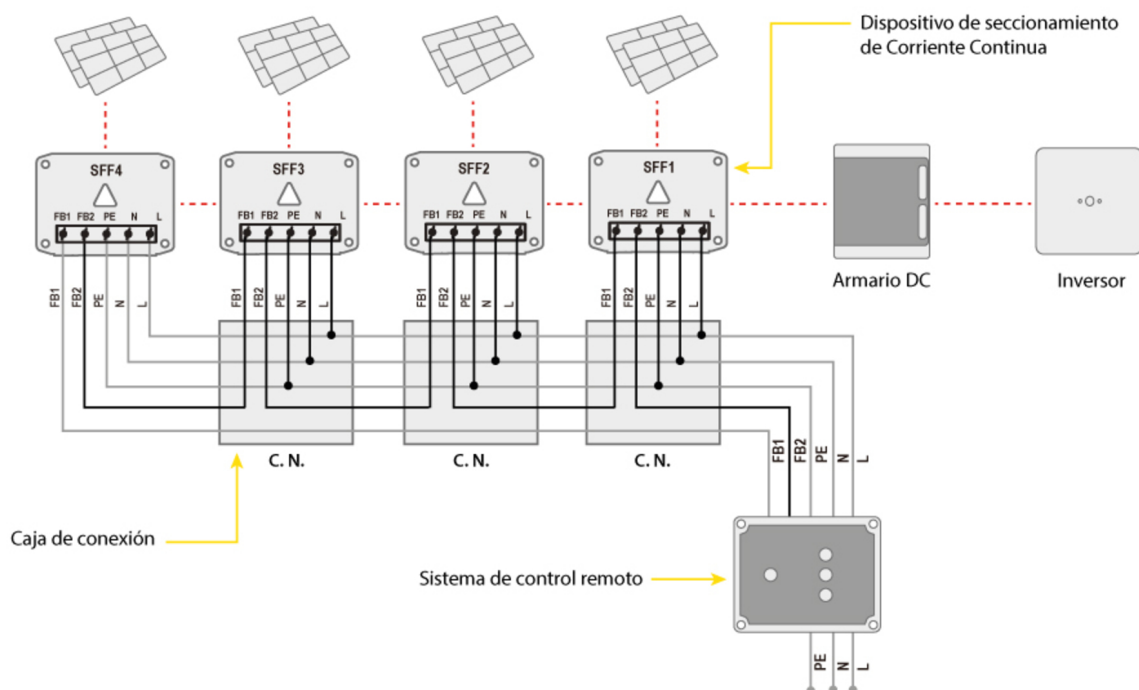 Dispositivo de seccionamiento
de Corriente Continua
SFF4
SFF3
SFF2
SFF1
FB1 FB2 PE N L
FB1 FB2 PE N L
FB1 FB2 PE N L
FB1 FB2 PE N L
Armario DC
Inversor
FB1 FB2 PE N L
FB1 FB2 PE N L
FB1 FB2 PE N L
FB1 FB2 PE N L
C. N.
C. N.
C. N.
FB1 FB2 PE N L
Caja de conexión
Sistema de control remoto
PE N L